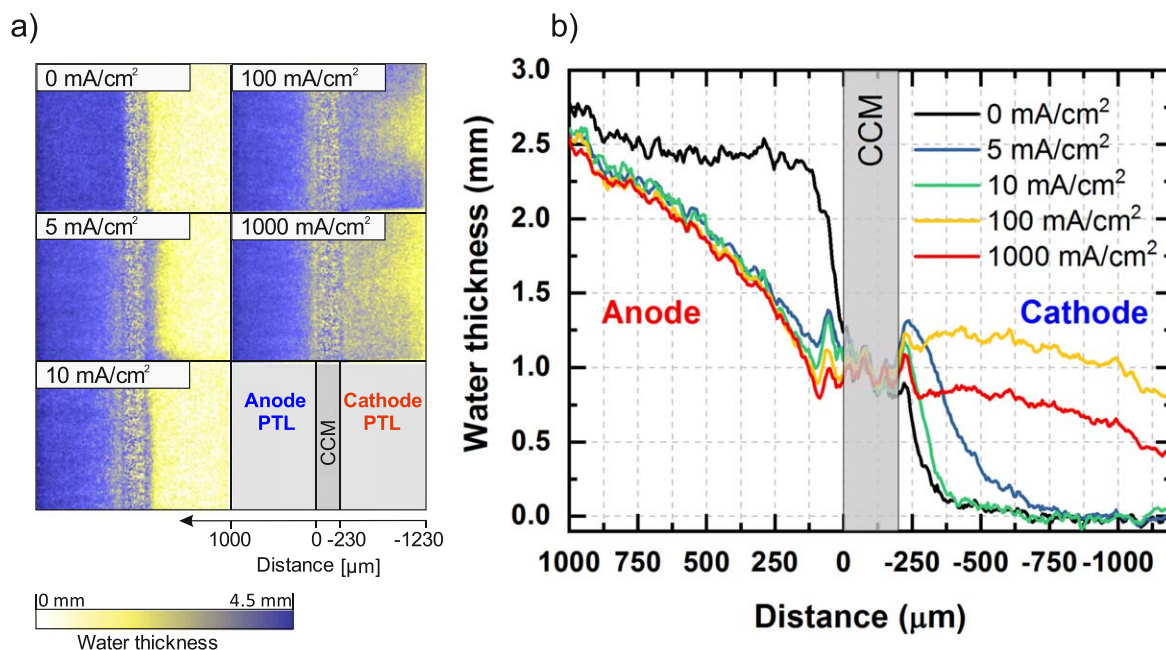 a)
0 mA/cm²
100 mA/cm²
5 mA/cm²
1000 mA/cm²
10 mA/cm²
Anode
PTL
CCM
Cathode
PTL
1000
0
-230
-1230
Distance [µm]
0 mm
4.5 mm
Water thickness
b)
3.0
2.5
2.0
1.5
1.0
0.5
0.0
Water thickness (mm)
CCM
0 mA/cm²
5 mA/cm²
10 mA/cm²
100 mA/cm²
1000 mA/cm²
Anode
Cathode
1000 750 500 250 0 -250 -500 -750 -1000
Distance (µm)